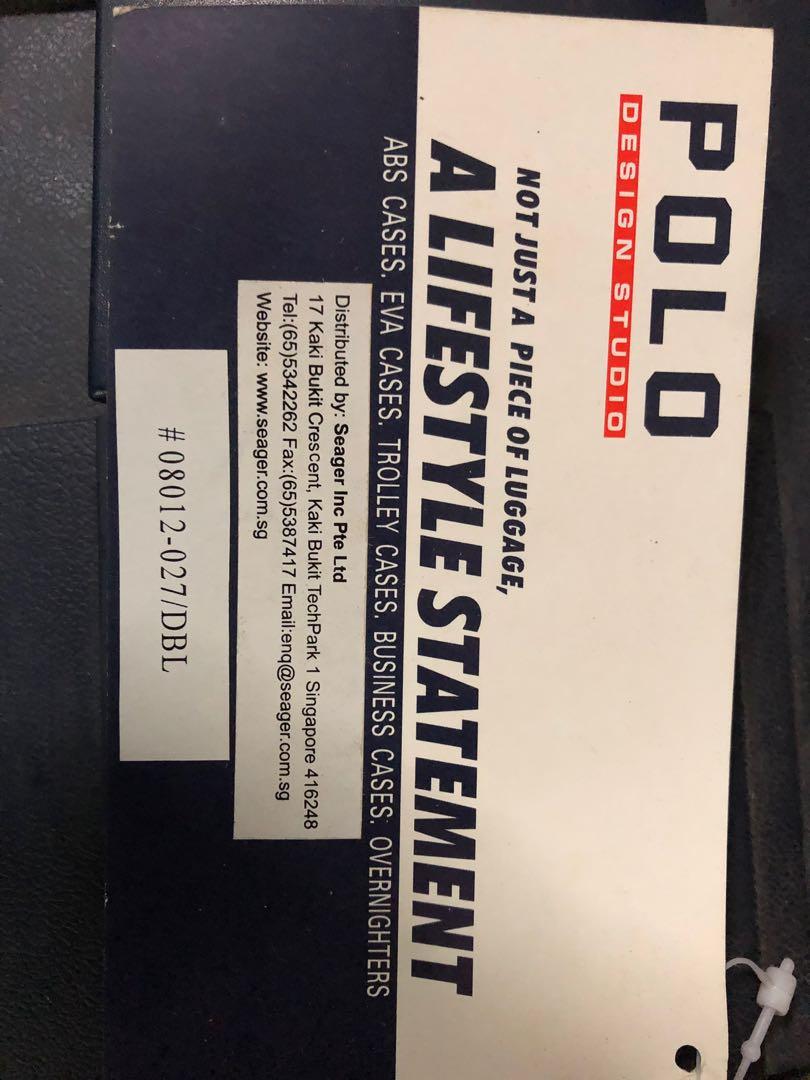 POLO
DESIGN STUDIO
NOT JUST A PIECE OF LUGGAGE,
A LIFESTYLE STATEMENT
ABS CASES. EVA CASES. TROLLEY CASES. BUSINESS CASES. OVERNIGHTERS
Distributed by: Seager Inc Pte Ltd
17 Kaki Bukit Crescent, Kaki Bukit TechPark 1 Singapore 416248
Tel:(65)5342262 Fax:(65)5387417 Email:enq@seager.com.sg
Website: www.seager.com.sg
#08012-027/DBL